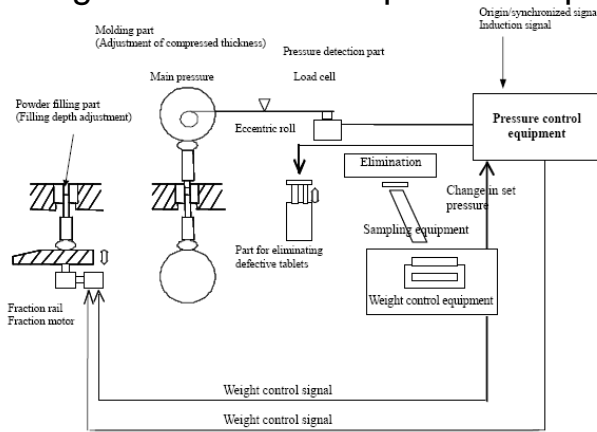 Origin/synchronized signal
Induction signal
Molding part
(Adjustment of compressed thickness)
Pressure detection part
Main pressure
Load cell
Powder filling part
(Filling depth adjustment)
Eccentric roll
Pressure control
equipment
Elimination
Change in set
pressure
Sampling equipment
Part for eliminating
defective tablets
Weight control equipment
Fraction rail
Fraction motor
Weight control signal
Weight control signal